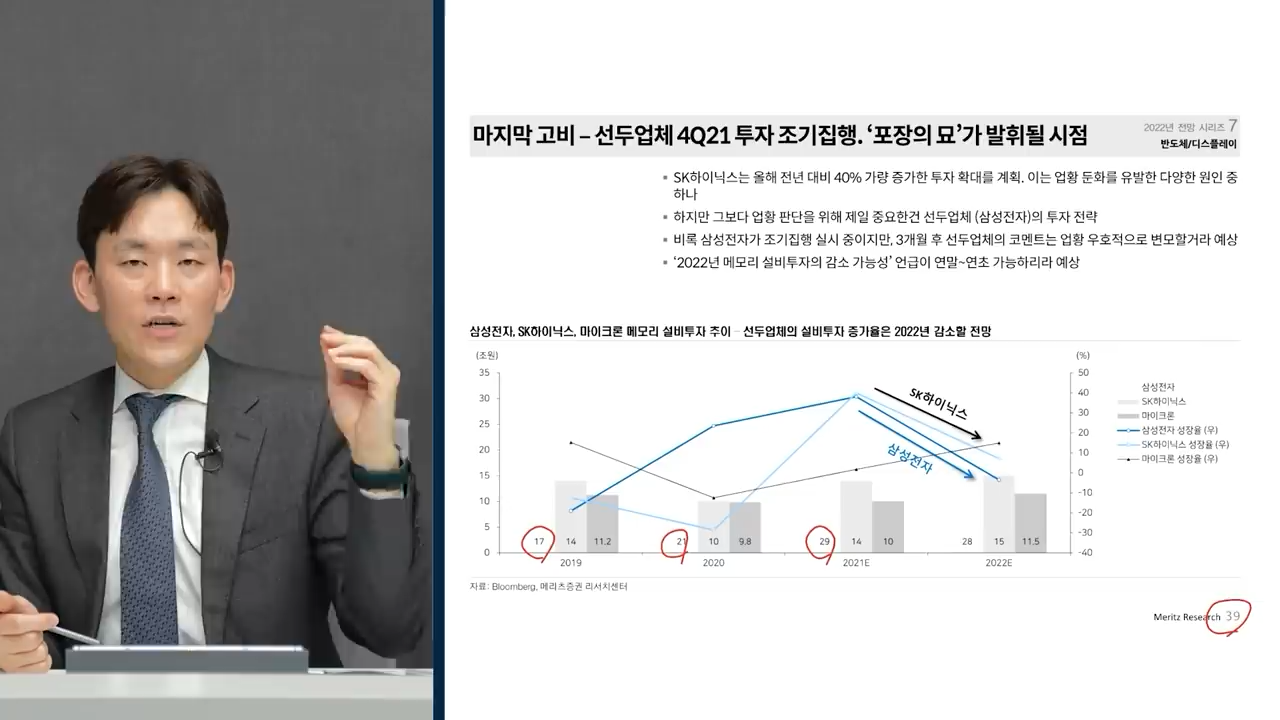 마지막 고비 – 선두업체 4Q21 투자 조기집행. ‘포장의 묘’가 발휘될 시점
2022년 전망 시리즈 7
반도체/디스플레이
▪ SK하이닉스는 올해 전년 대비 40% 가량 증가한 투자 확대를 계획. 이는 업황 둔화를 유발한 다양한 원인 중
하나
▪ 하지만 그보다 업황 판단을 위해 제일 중요한건 선두업체 (삼성전자)의 투자 전략
▪ 비록 삼성전자가 조기집행 실시 중이지만, 3개월 후 선두업체의 코멘트는 업황 우호적으로 변모할거라 예상
▪ ‘2022년 메모리 설비투자의 감소 가능성’ 언급이 연말~연초 가능하리라 예상
삼성전자, SK하이닉스, 마이크론 메모리 설비투자 추이 – 선두업체의 설비투자 증가율은 2022년 감소할 전망
(조원)
(%)
35
30
25
20
15
10
5
0
50
40
30
20
10
0
-10
-20
-30
-40
SK하이닉스
삼성전자
17 14 11.2
21 10 9.8
29 14 10
28 15 11.5
2019 2020 2021E 2022E
삼성전자
SK하이닉스
마이크론
삼성전자 성장율 (우)
SK하이닉스 성장율 (우)
마이크론 성장율 (우)
자료: Bloomberg, 메리츠증권 리서치센터
Meritz Research 39